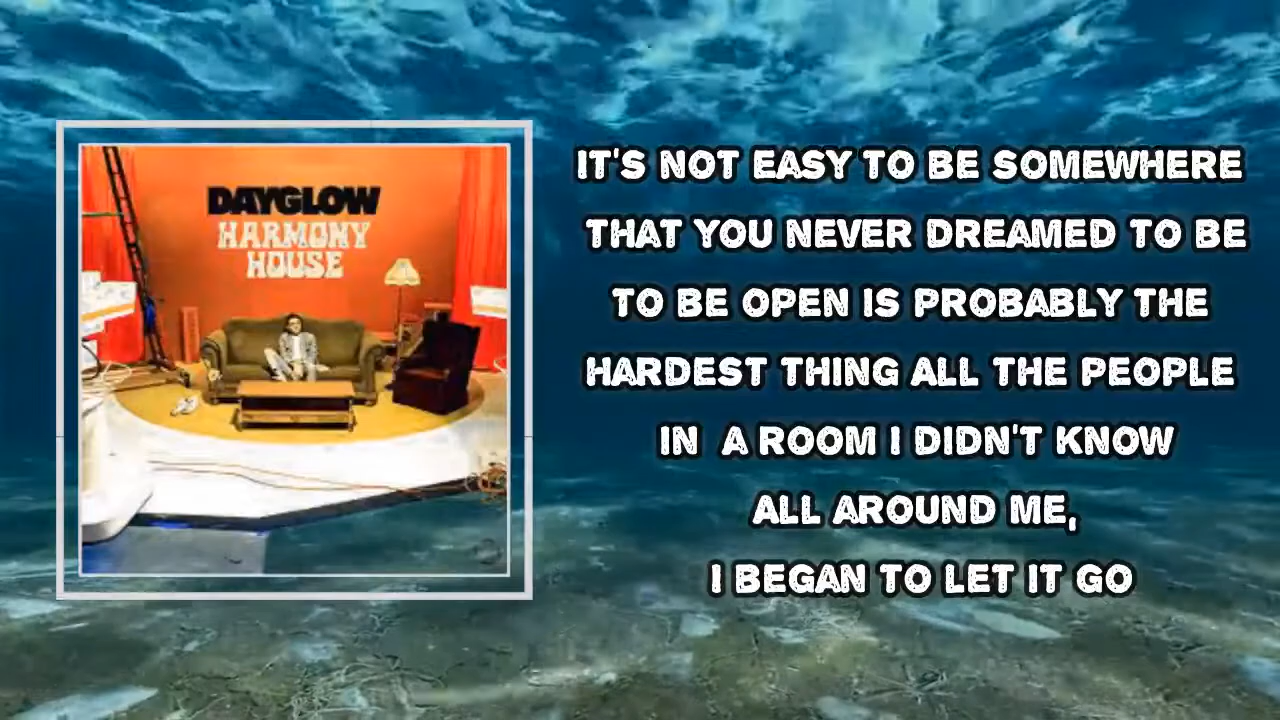 DAYGLOW
HARMONY
HOUSE
IT'S NOT EASY TO BE SOMEWHERE
THAT YOU NEVER DREAMED TO BE
TO BE OPEN IS PROBABLY THE
HARDEST THING ALL THE PEOPLE
IN A ROOM I DIDN'T KNOW
ALL AROUND ME,
I BEGAN TO LET IT GO